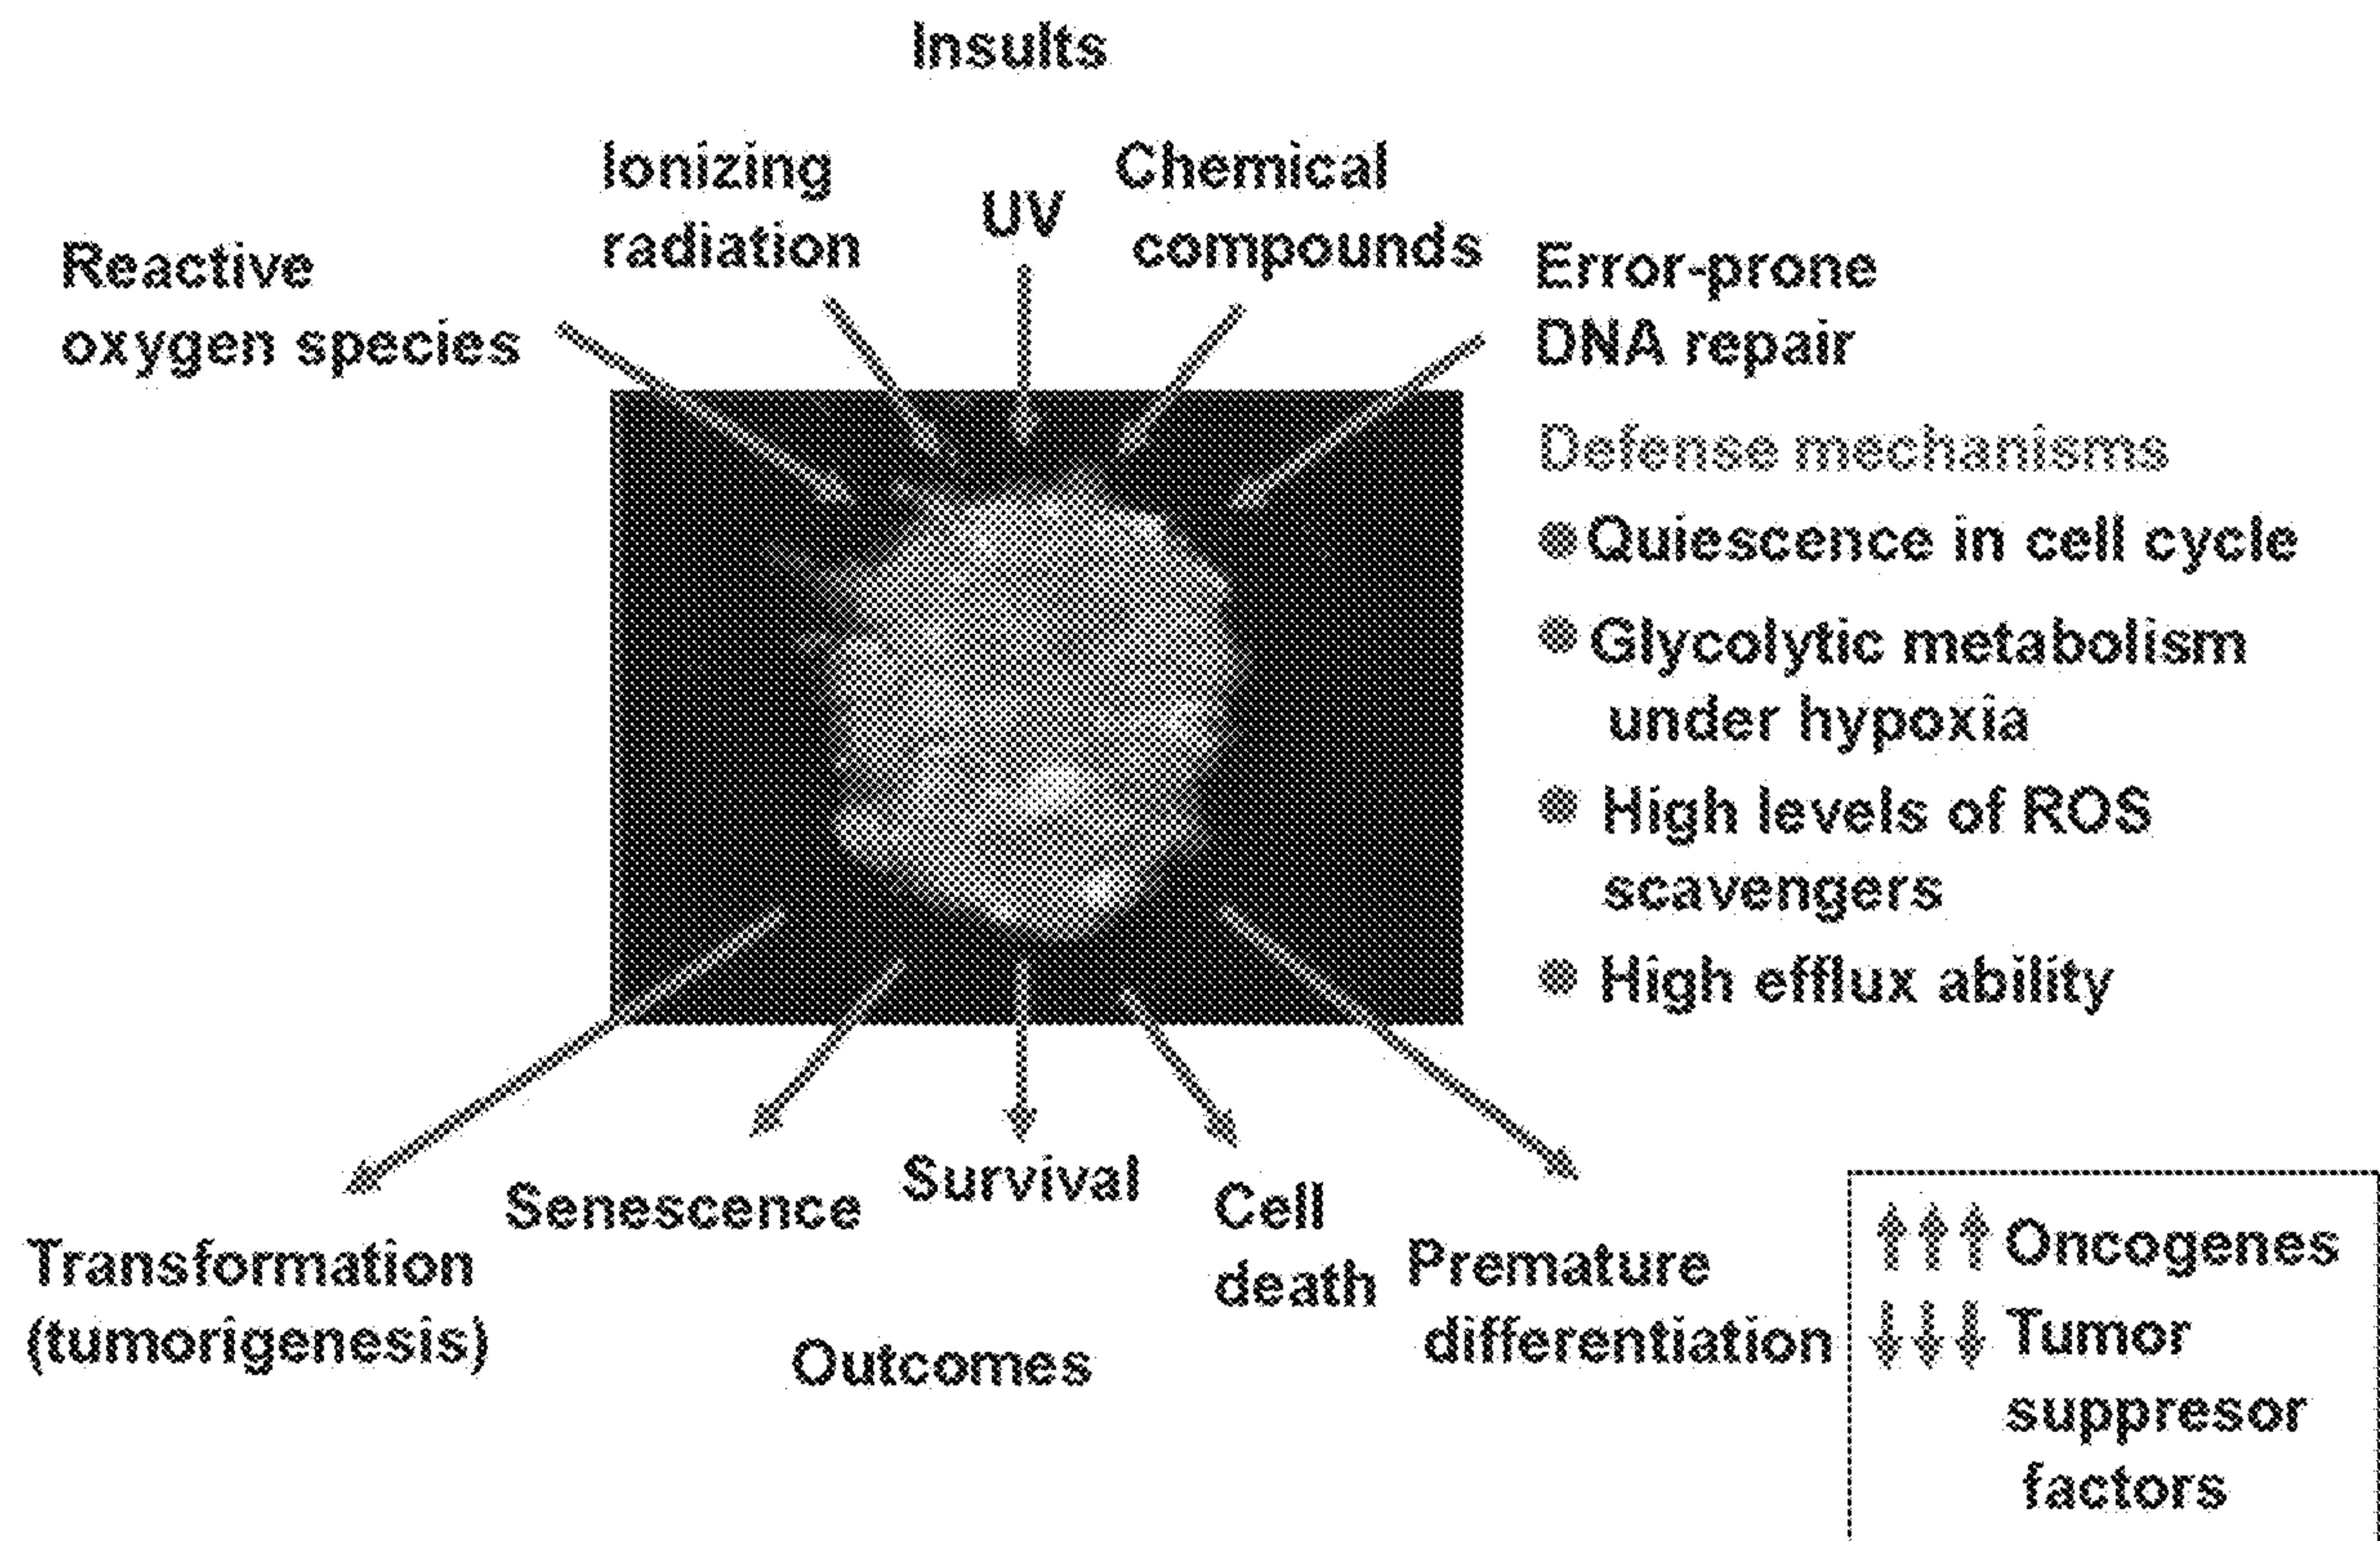 Insults
Reactive
oxygen species
Ionizing
radiation
UV
Chemical
compounds
Error-prone
DNA repair
Defense mechanisms
Quiescence in cell cycle
Glycolytic metabolism
under hypoxia
High levels of ROS
scavengers
High efflux ability
Transformation
(tumorigenesis)
Senescence
Survival
Cell
death
Premature
differentiation
Outcomes
Oncogenes
Tumor
suppresor
factors